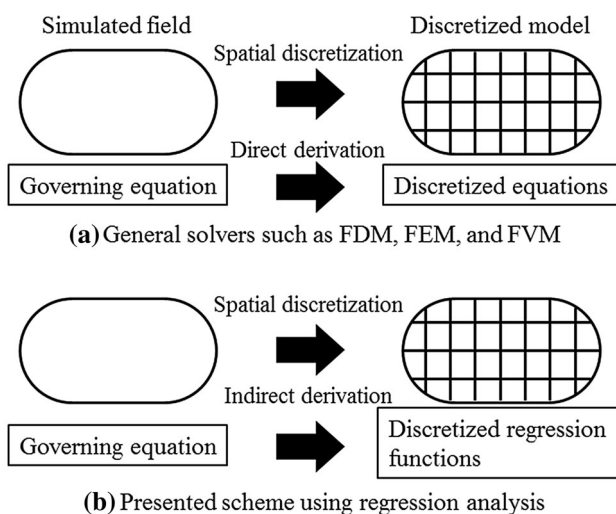 Simulated field
Discretized model
Spatial discretization
Direct derivation
Governing equation
Discretized equations
(a) General solvers such as FDM, FEM, and FVM
Spatial discretization
Indirect derivation
Governing equation
Discretized regression
functions
(b) Presented scheme using regression analysis